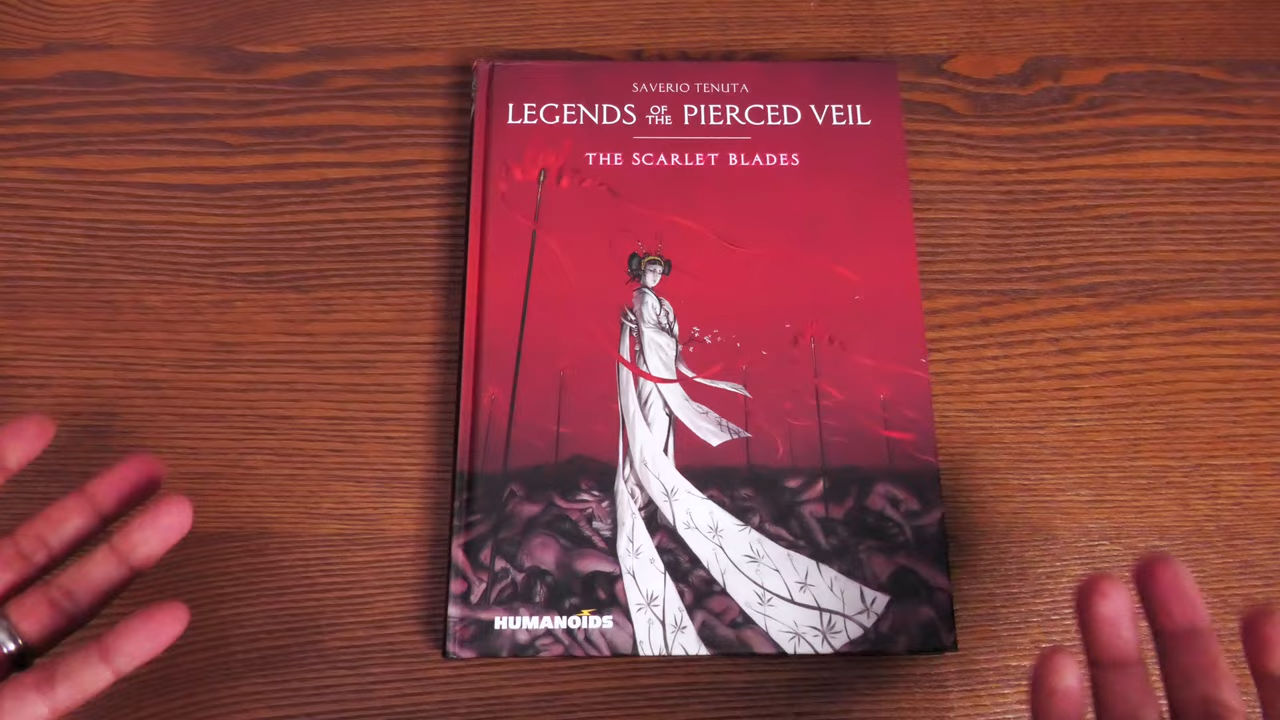 SAVERIO TENUTA
LEGENDS OF THE PIERCED VEIL
THE SCARLET BLADES
HUMANOIDS